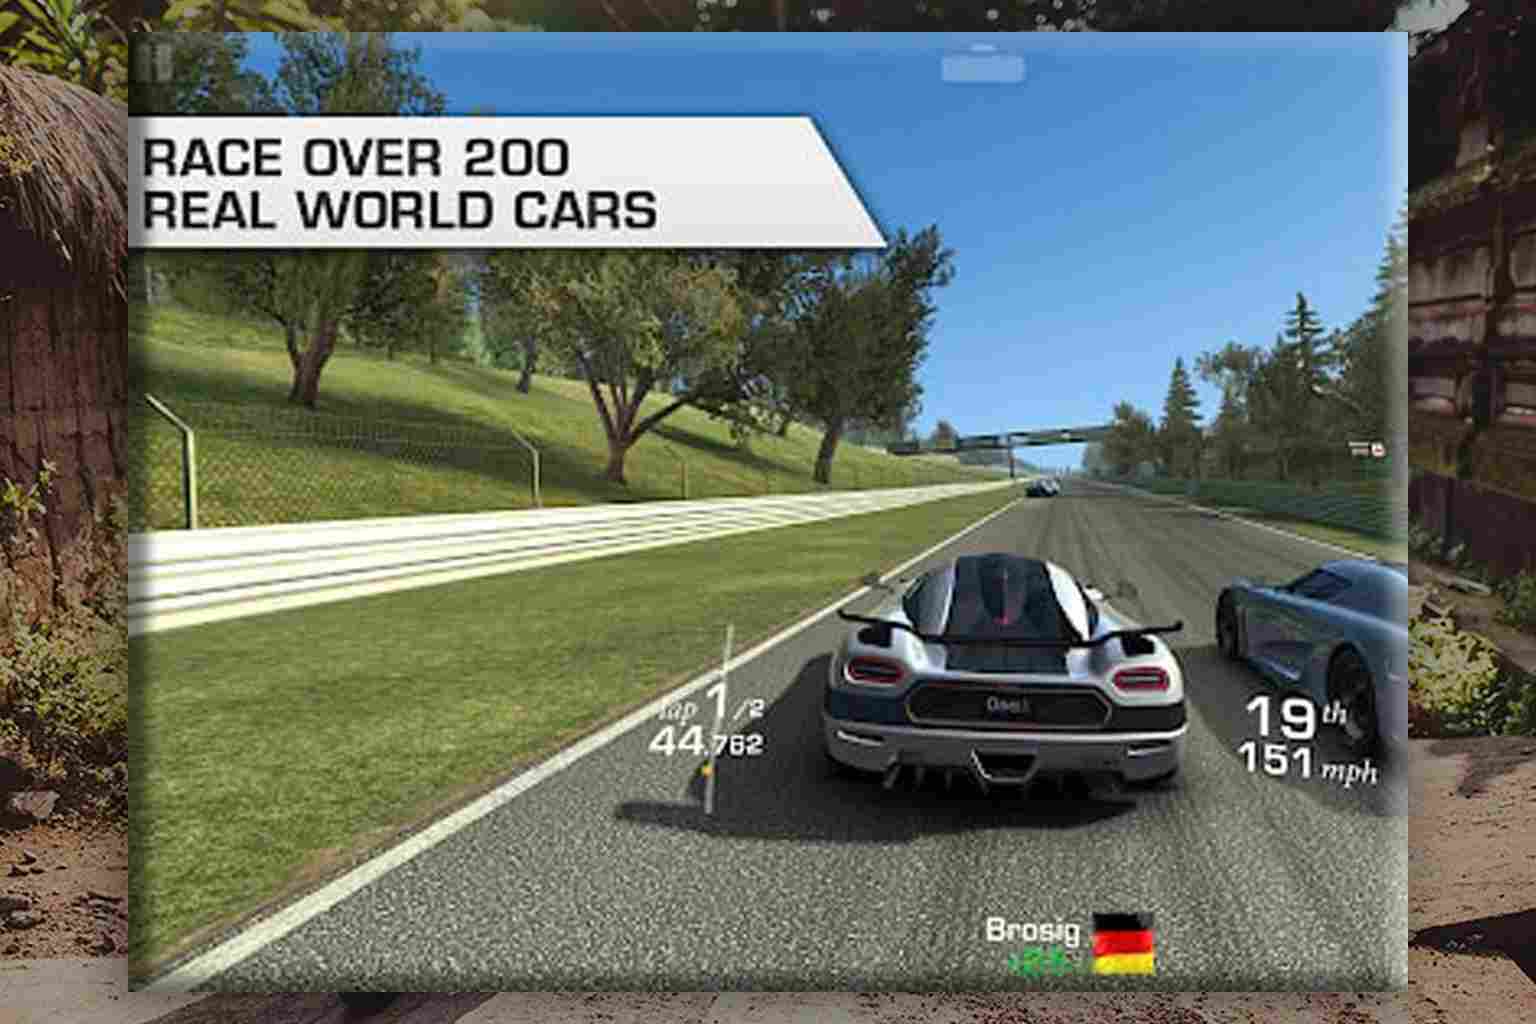 RACE OVER 200
REAL WORLD CARS
lap 1/2
44.762
19th
151 mph
Brosig